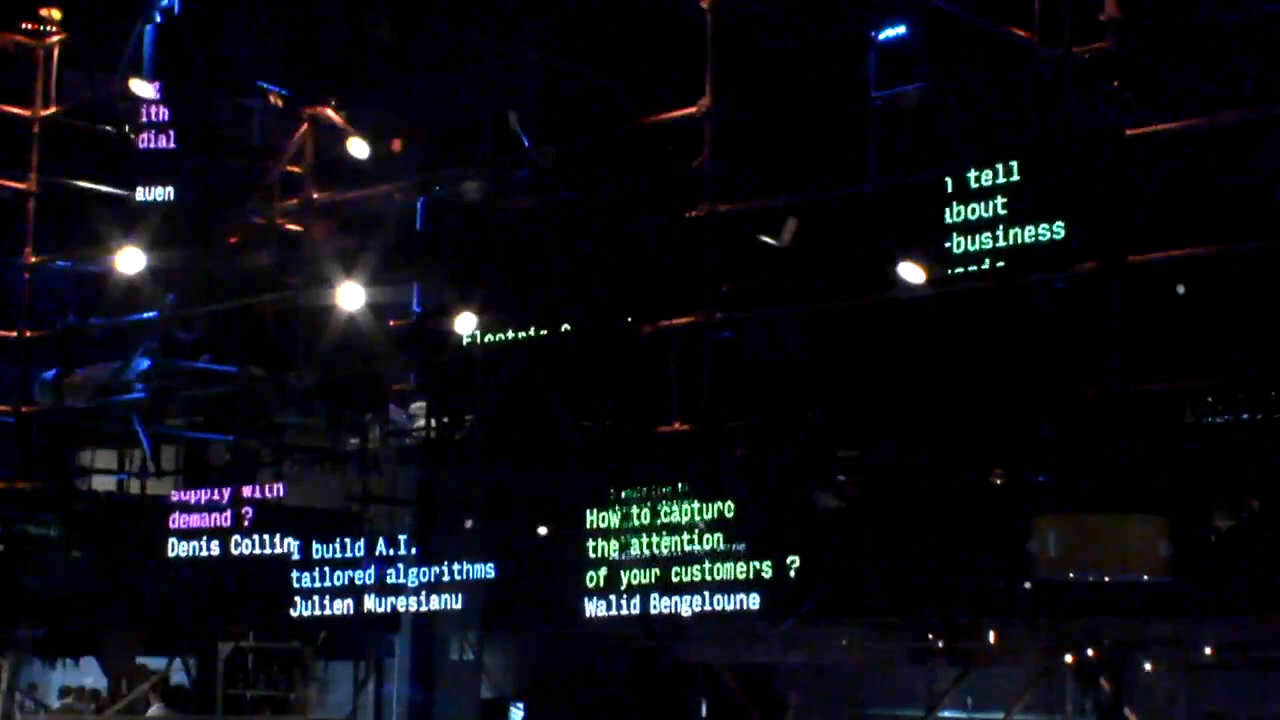 ith
dial
auen
tell
about
-business
supply with
demand ?
Denis Collin
I build A.I.
tailored algorithms
Julien Muresianu
How to capture
the attention
of your customers ?
Walid Bengeloune